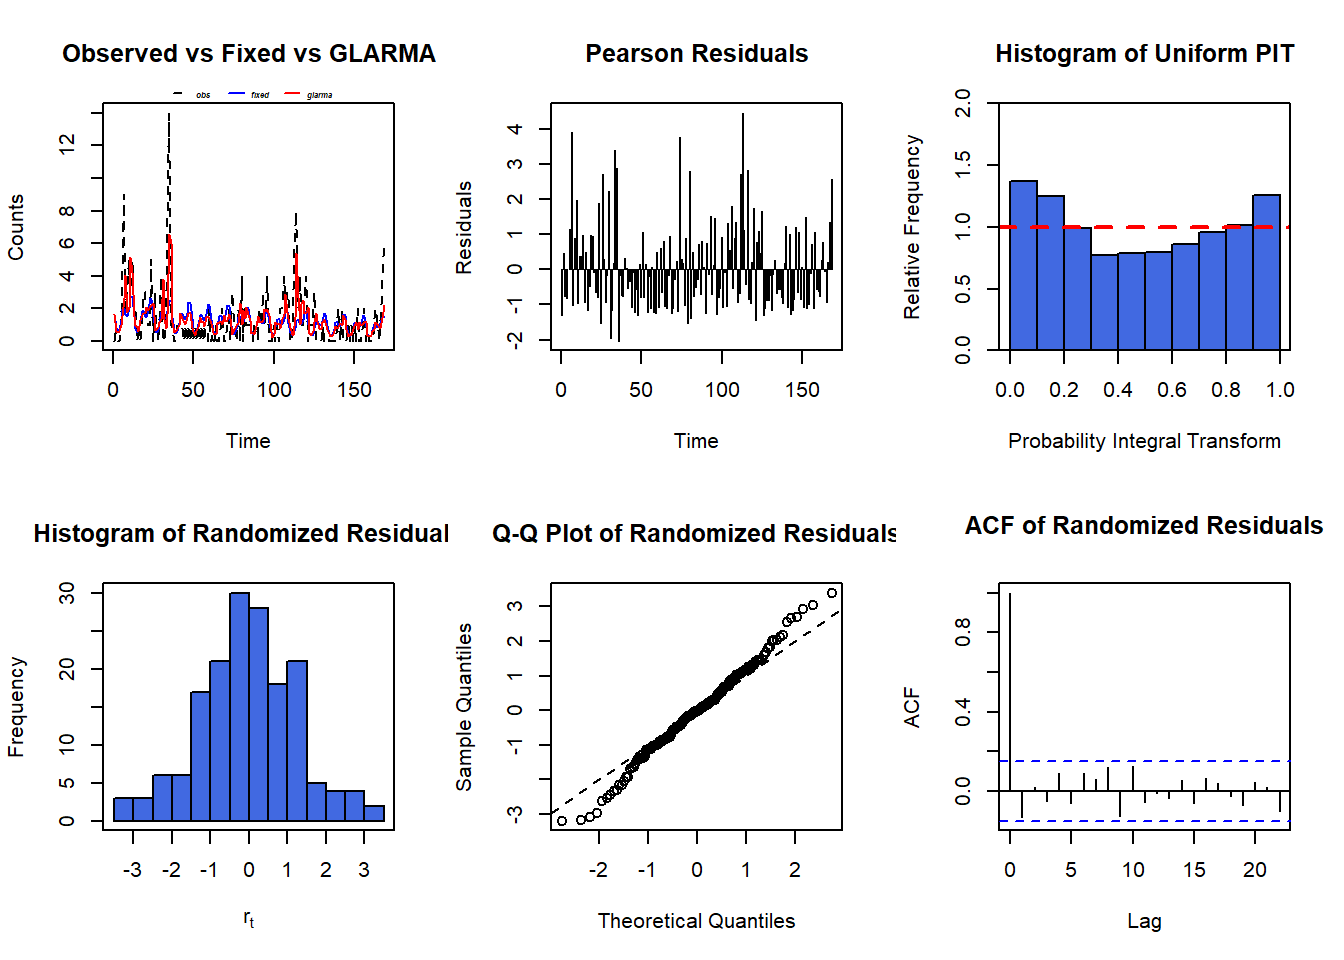 Observed vs Fixed vs GLARMA
obs fixed glarma
Counts
0 2 4 6 8 12
0 50 100 150
Time
Pearson Residuals
Residuals
-2 -1 0 1 2 3 4
0 50 100 150
Time
Histogram of Uniform PIT
Relative Frequency
0.0 0.5 1.0 1.5 2.0
0.0 0.2 0.4 0.6 0.8 1.0
Probability Integral Transform
Histogram of Randomized Residual
Frequency
0 5 10 20 30
-3 -2 -1 0 1 2 3
rt
Q-Q Plot of Randomized Residuals
Sample Quantiles
-3 -1 0 1 2 3
-2 -1 0 1 2
Theoretical Quantiles
ACF of Randomized Residuals
ACF
0.0 0.4 0.8
0 5 10 15 20
Lag